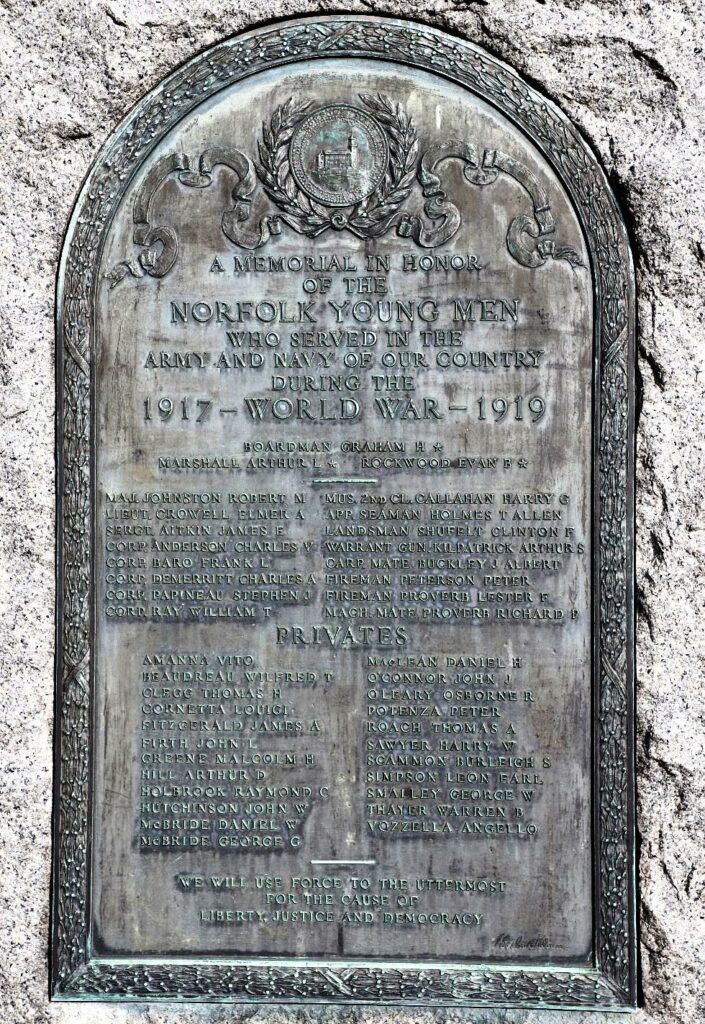 A MEMORIAL IN HONOR
OF THE
NORFOLK YOUNG MEN
WHO SERVED IN THE
ARMY AND NAVY OF OUR COUNTRY
DURING THE
1917 – WORLD WAR – 1919
BOARDMAN GRAHAM H ★
MARSHALL ARTHUR L ★ ROCKWOOD EVAN B ★
MAJ. JOHNSTON ROBERT M
LIEUT. CROWELL ELMER A
SERGT. AITKIN JAMES E
CORP. ANDERSON CHARLES V
CORP. BARO FRANK L
CORP. DEMERRITT CHARLES A
CORP. PAPINEAU STEPHEN J
CORP. RAY WILLIAM T
MUS. 2ND CL. CALLAHAN HARRY G
APP. SEAMAN HOLMES T ALLEN
LANDSMAN SHUFELT CLINTON F
WARRANT GUN. KILPATRICK ARTHUR S
CARP. MATE BUCKLEY J ALBERT
FIREMAN PETERSON PETER
FIREMAN PROVERB LESTER F
MACH. MATE PROVERB RICHARD P
PRIVATES
AMANNA VITO
BEAUDREAU WILFRED T
CLEGG THOMAS H
CORNETTA LOUIGI
FITZGERALD JAMES A
FIRTH JOHN L
GREENE MALCOLM H
HILL ARTHUR D
HOLBROOK RAYMOND C
HUTCHINSON JOHN W
McBRIDE DANIEL W
McBRIDE GEORGE G
MacLEAN DANIEL H
O'CONNOR JOHN J
O'LEARY OSBORNE R
POTENZA PETER
ROACH THOMAS A
SAWYER HARRY W
SCAMMON BURLEIGH S
SIMPSON LEON EARL
SMALLEY GEORGE W
THAYER WARREN B
VOZZELLA ANGELLO
WE WILL USE FORCE TO THE UTTERMOST
FOR THE CAUSE OF
LIBERTY, JUSTICE AND DEMOCRACY